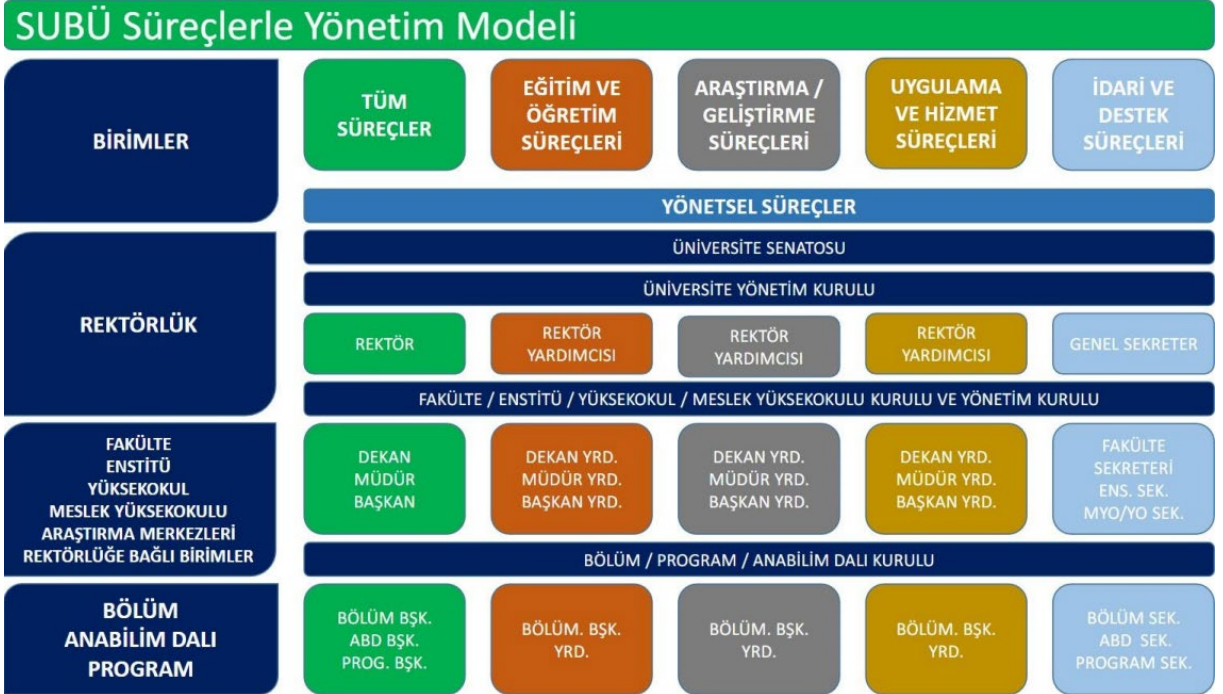 SUBÜ Süreçlerle Yönetim Modeli
BİRİMLER
TÜM
SÜREÇLER
EĞİTİM VE
ÖĞRETİM
SÜREÇLERİ
ARAŞTIRMA /
GELİŞTİRME
SÜREÇLERİ
UYGULAMA
VE HİZMET
SÜREÇLERİ
İDARİ VE
DESTEK
SÜREÇLERİ
YÖNETSEL SÜREÇLER
REKTÖRLÜK
ÜNİVERSİTE SENATOSU
ÜNİVERSİTE YÖNETİM KURULU
REKTÖR
REKTÖR
YARDIMCISI
REKTÖR
YARDIMCISI
REKTÖR
YARDIMCISI
GENEL SEKRETER
FAKÜLTE / ENSTİTÜ / YÜKSEKOKUL / MESLEK YÜKSEKOKULU KURULU VE YÖNETİM KURULU
FAKÜLTE
ENSTİTÜ
YÜKSEKOKUL
MESLEK YÜKSEKOKULU
ARAŞTIRMA MERKEZLERİ
REKTÖRLÜĞE BAĞLI BİRİMLER
DEKAN
MÜDÜR
BAŞKAN
DEKAN YRD.
MÜDÜR YRD.
BAŞKAN YRD.
DEKAN YRD.
MÜDÜR YRD.
BAŞKAN YRD.
DEKAN YRD.
MÜDÜR YRD.
BAŞKAN YRD.
FAKÜLTE
SEKRETERİ
ENS. SEK.
MYO/YO SEK.
BÖLÜM / PROGRAM / ANABİLİM DALI KURULU
BÖLÜM
ANABİLİM DALI
PROGRAM
BÖLÜM BŞK.
ABD BŞK.
PROG. BŞK.
BÖLÜM. BŞK.
YRD.
BÖLÜM. BŞK.
YRD.
BÖLÜM. BŞK.
YRD.
BÖLÜM SEK.
ABD SEK.
PROGRAM SEK.